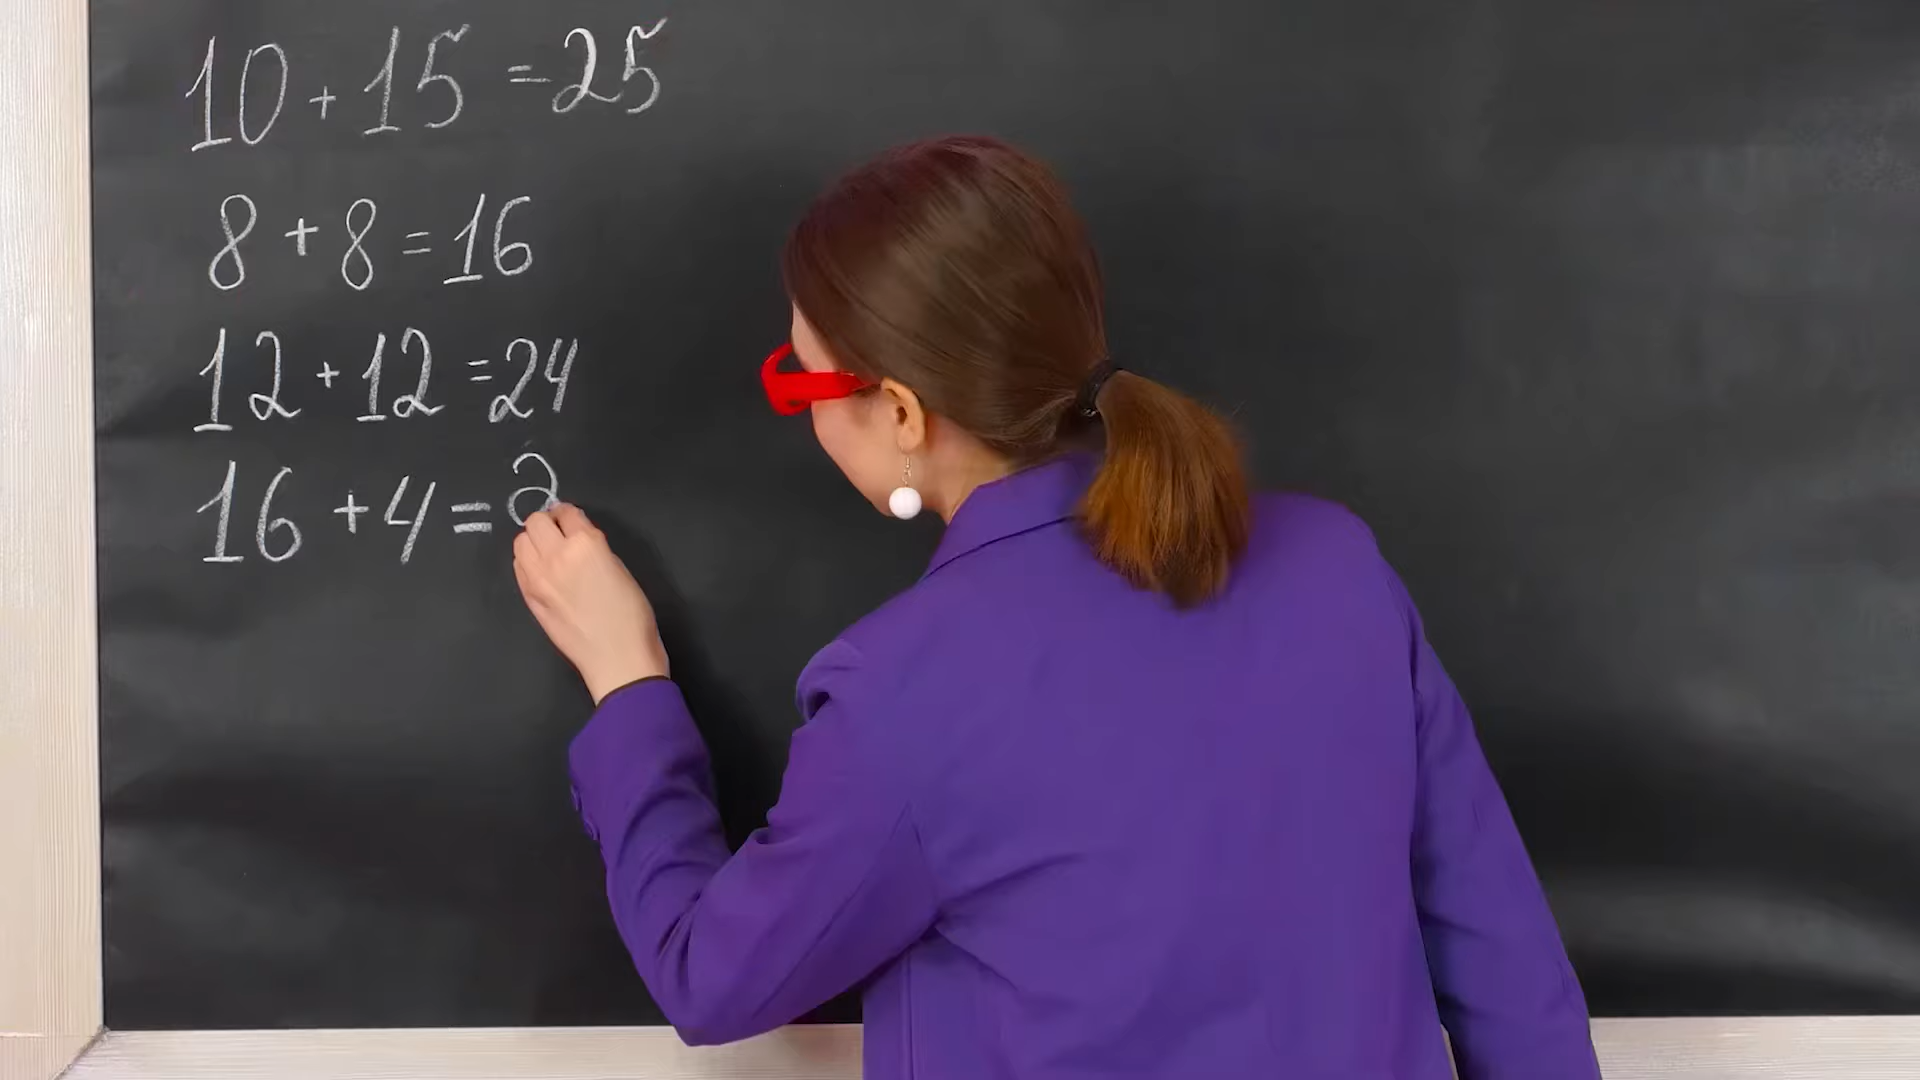 10 + 15 = 25
8 + 8 = 16
12 + 12 = 24
16 + 4 = 2